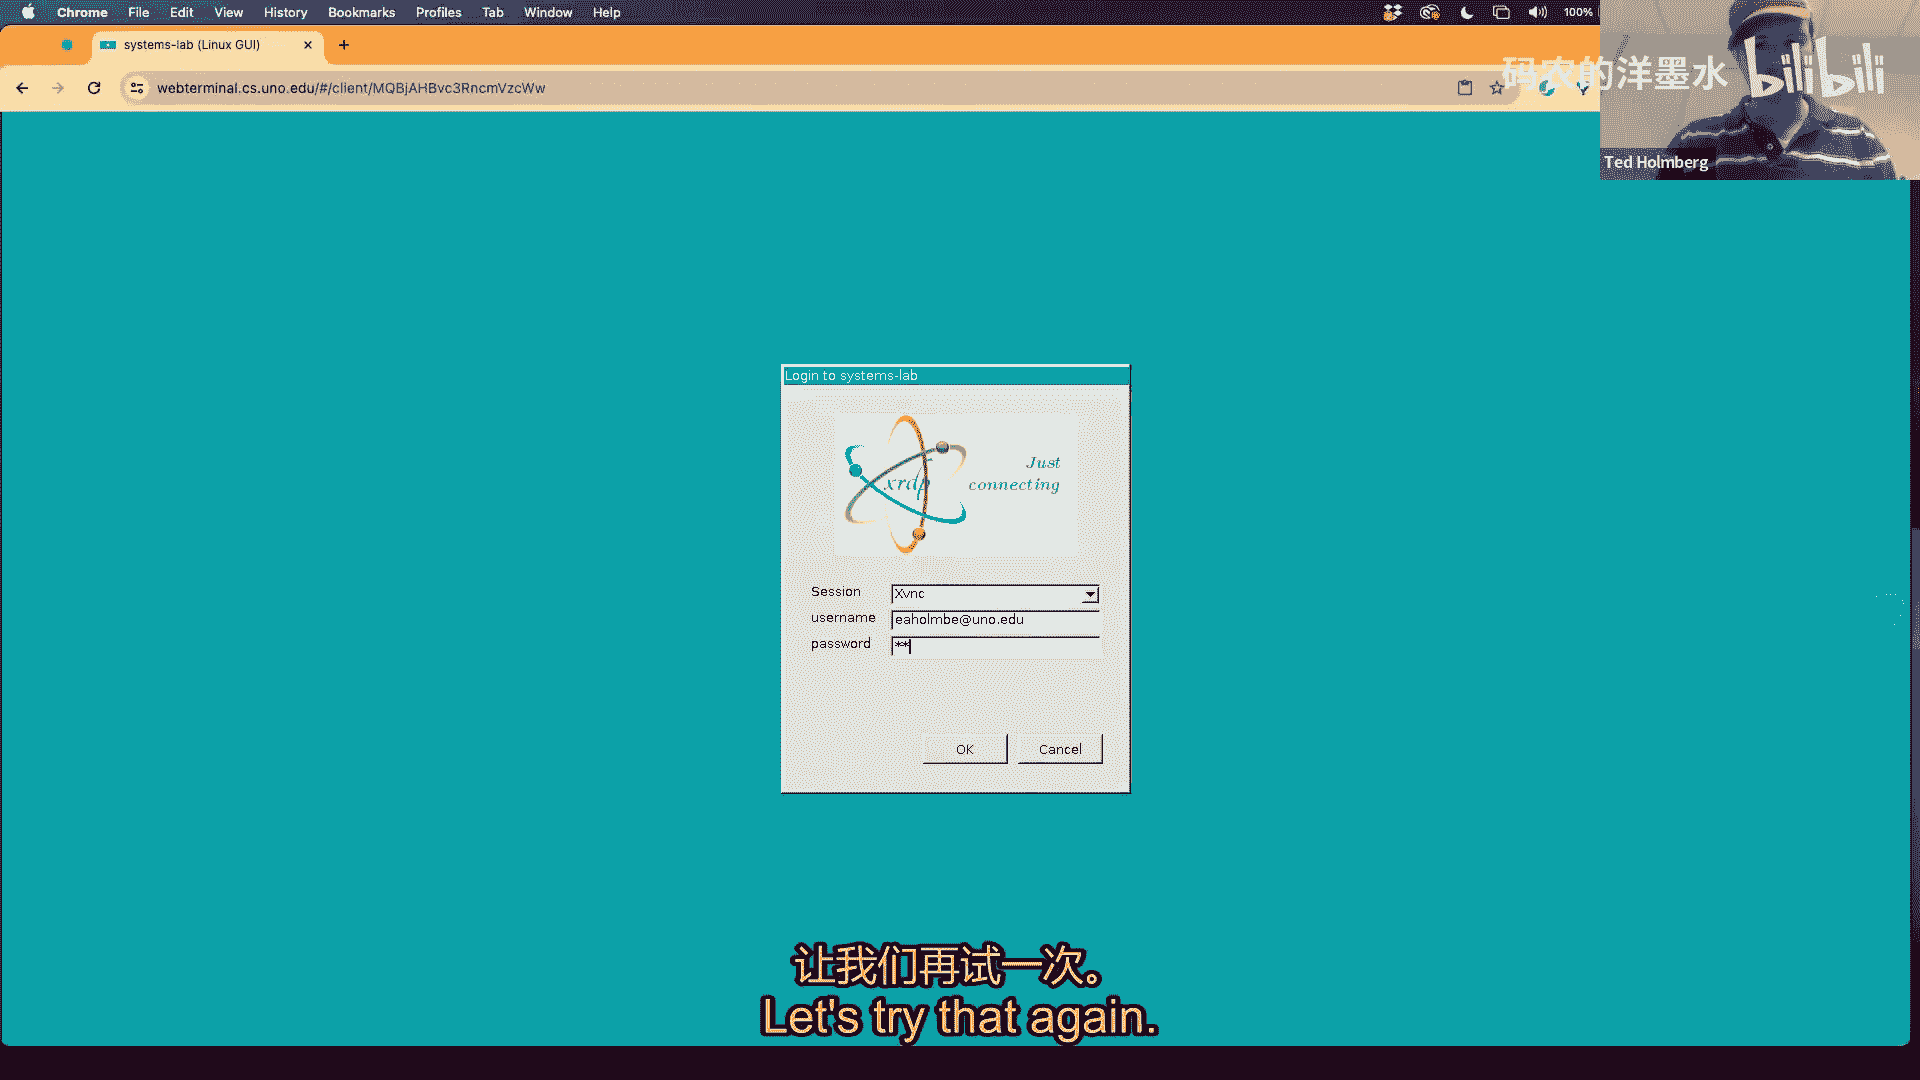 Chrome File Edit View History Bookmarks Profiles Tab Window Help 100%
systems-lab (Linux GUI)
webterminal.cs.uno.edu/#/client/MQBjAHBvc3RncmVzcWw
码农的洋墨水 bilibili
Ted Holmberg
Login to systems-lab
xrdp
Just
connecting
Session Xvnc
username eaholmbe@uno.edu
password **
OK Cancel
让我们再试一次。
Let's try that again.